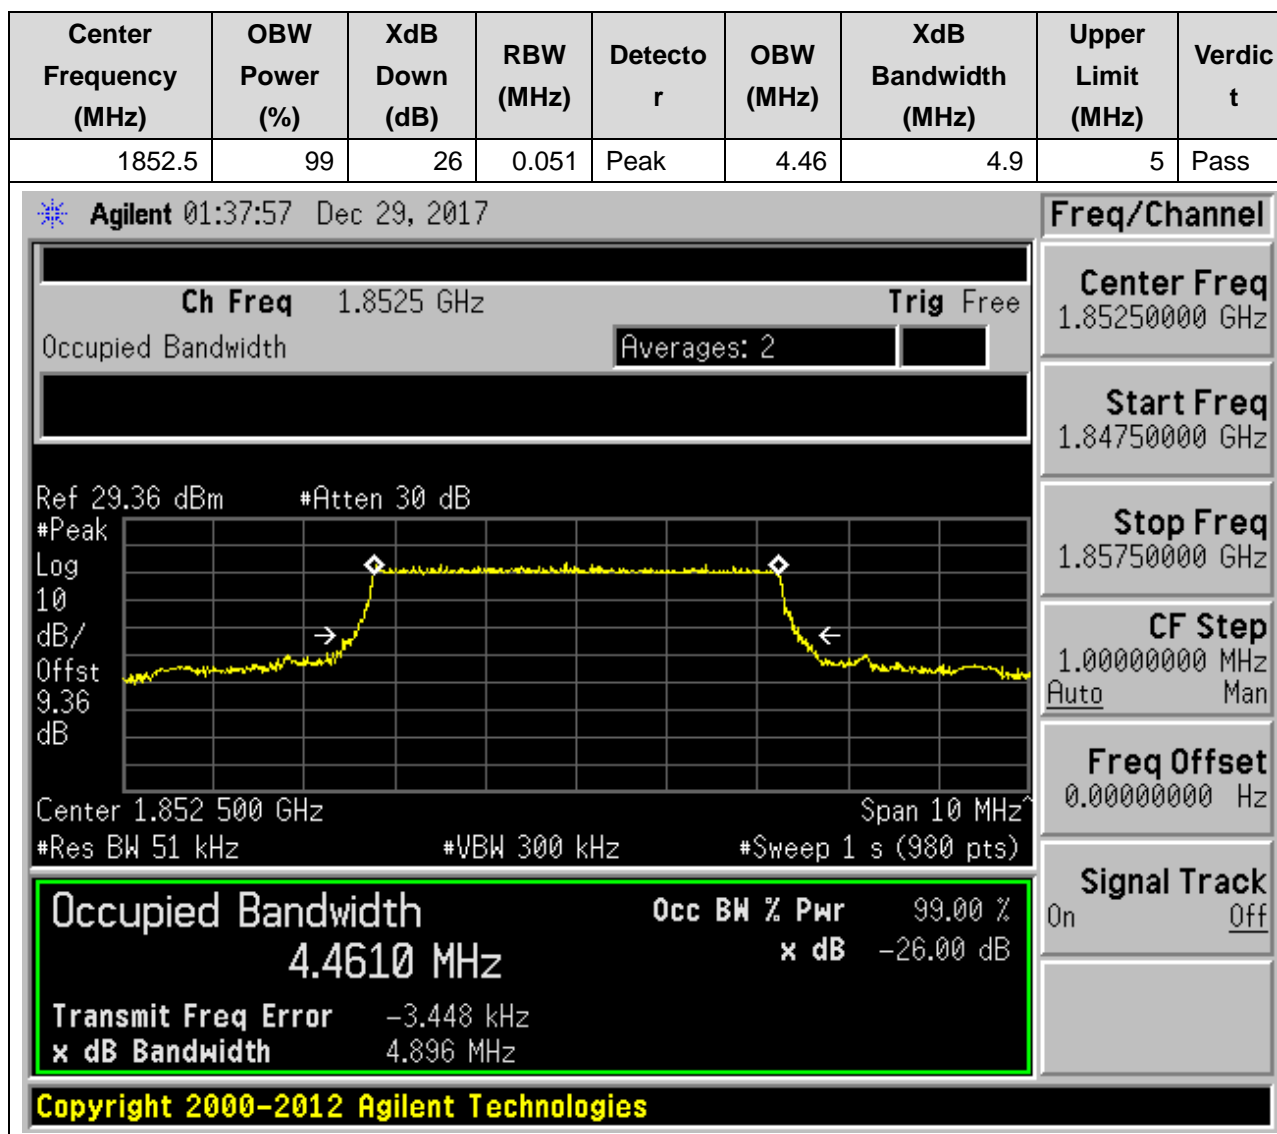 Center Frequency (MHz) OBW Power (%) XdB Down (dB) RBW (MHz) Detecto r OBW (MHz) XdB Bandwidth (MHz) Upper Limit (MHz) Verdic t
1852.5 99 26 0.051 Peak 4.46 4.9 5 Pass
Agilent 01:37:57 Dec 29, 2017
Freq/Channel
Ch Freq 1.8525 GHz Trig Free
Occupied Bandwidth Averages: 2
Center Freq
1.85250000 GHz
Start Freq
1.84750000 GHz
Stop Freq
1.85750000 GHz
CF Step
1.00000000 MHz
Auto Man
Freq Offset
0.00000000 Hz
Signal Track
On Off
Ref 29.36 dBm #Atten 30 dB
#Peak
Log
10
dB/
Offst
9.36
dB
Center 1.852 500 GHz Span 10 MHz^
#Res BW 51 kHz #VBW 300 kHz #Sweep 1 s (980 pts)
Occupied Bandwidth Occ BW % Pwr 99.00 %
4.4610 MHz x dB -26.00 dB
Transmit Freq Error -3.448 kHz
x dB Bandwidth 4.896 MHz
Copyright 2000-2012 Agilent Technologies